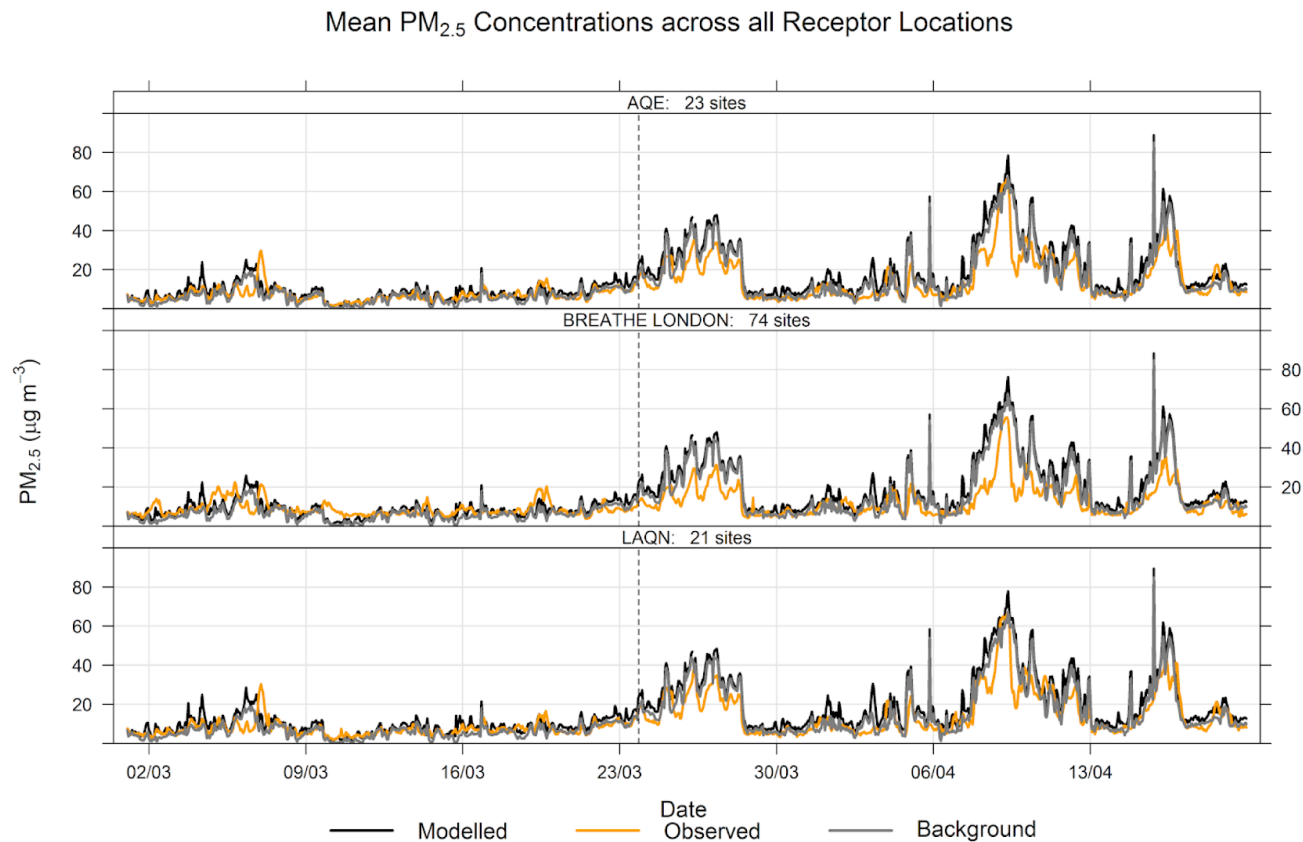 Mean PM2.5 Concentrations across all Receptor Locations
AQE: 23 sites
80
60
40
20
BREATHE LONDON: 74 sites
80
60
40
20
PM2.5 (μg m−3)
LAQN: 21 sites
80
60
40
20
02/03 09/03 16/03 23/03 30/03 06/04 13/04
Date
Modelled Observed Background